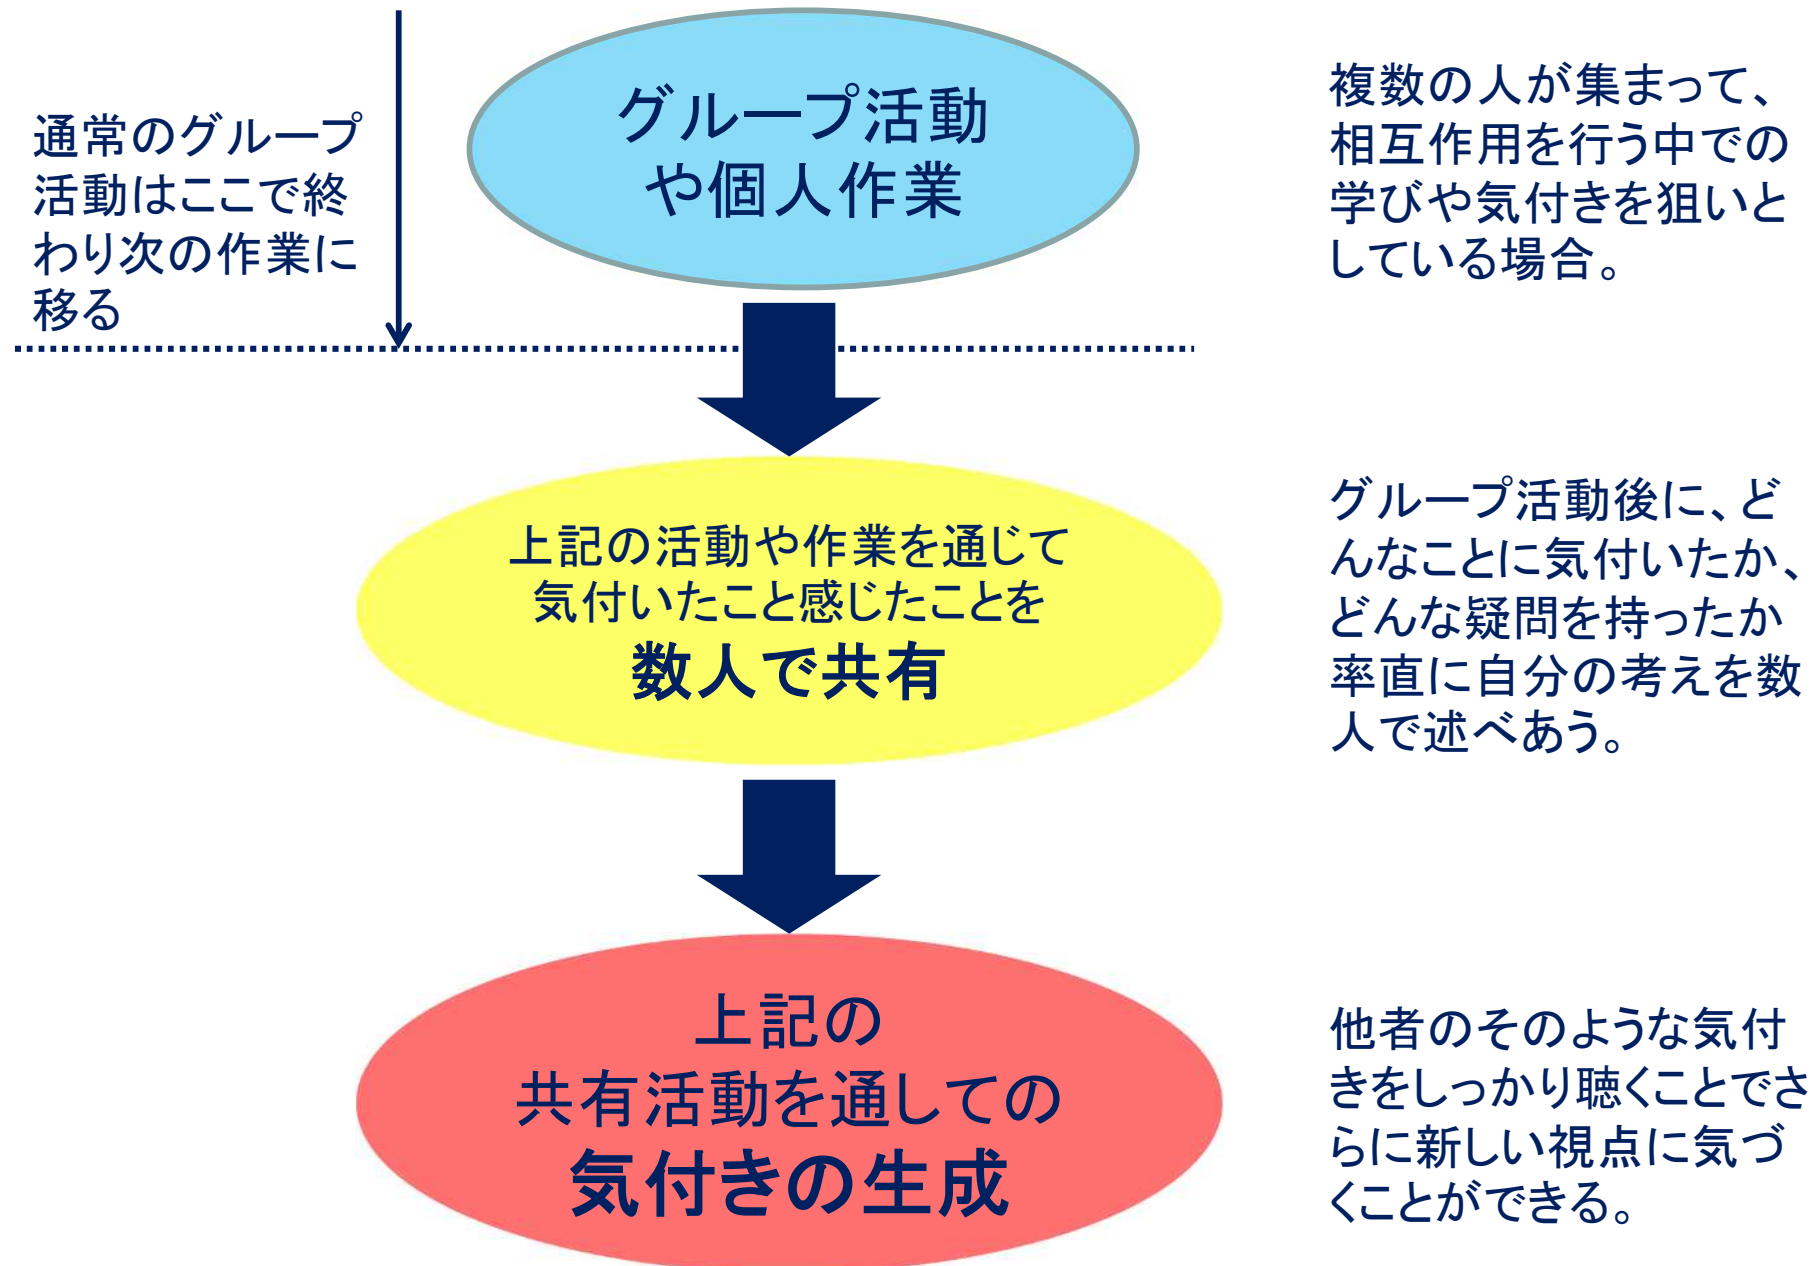 通常のグループ
活動はここで終
わり次の作業に
移る
グループ活動
や個人作業
複数の人が集まって、
相互作用を行う中での
学びや気付きを狙いと
している場合。
上記の活動や作業を通じて
気付いたこと感じたことを
数人で共有
グループ活動後に、ど
んなことに気付いたか、
どんな疑問を持ったか
率直に自分の考えを数
人で述べあう。
上記の
共有活動を通しての
気付きの生成
他者のそのような気付
きをしっかり聴くことでさ
らに新しい視点に気づ
くことができる。